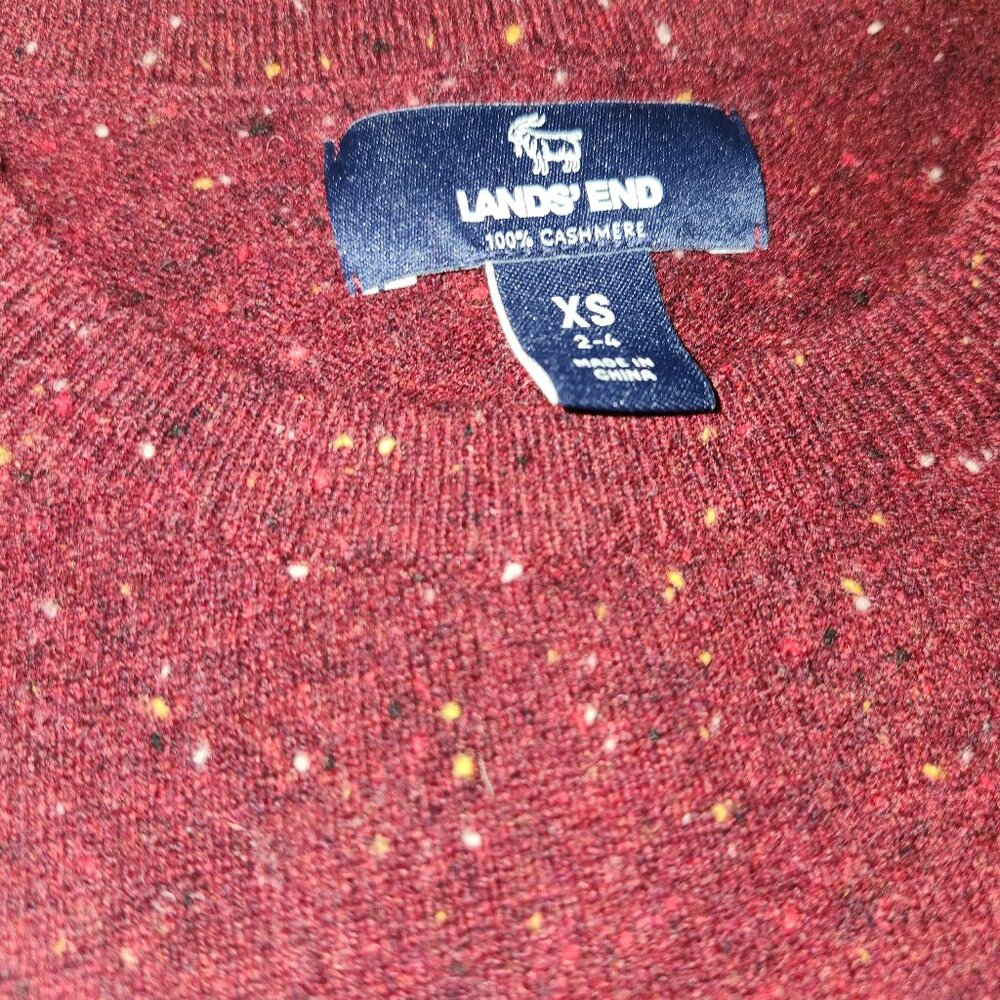 LANDS' END
100% CASHMERE
XS
2-4
MADE IN
CHINA